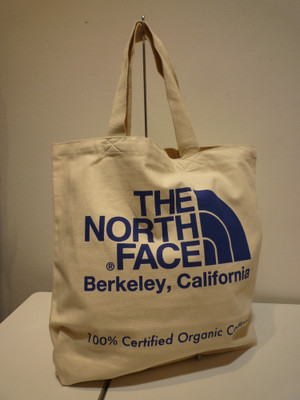 THE
NORTH
® FACE
Berkeley, California
100% Certified Organic